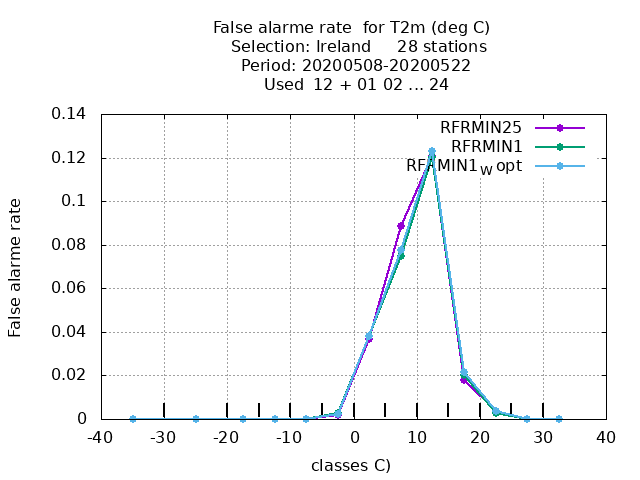 False alarme rate  for T2m (deg C)
Selection: Ireland     28 stations
Period: 20200508-20200522
Used  12 + 01 02 ... 24
0.14
0.12
0.1
0.08
0.06
0.04
0.02
0
False alarme rate
RFRMIN25
RFRMIN1
RFRMIN1W opt
-40 -30 -20 -10 0 10 20 30 40
classes C)